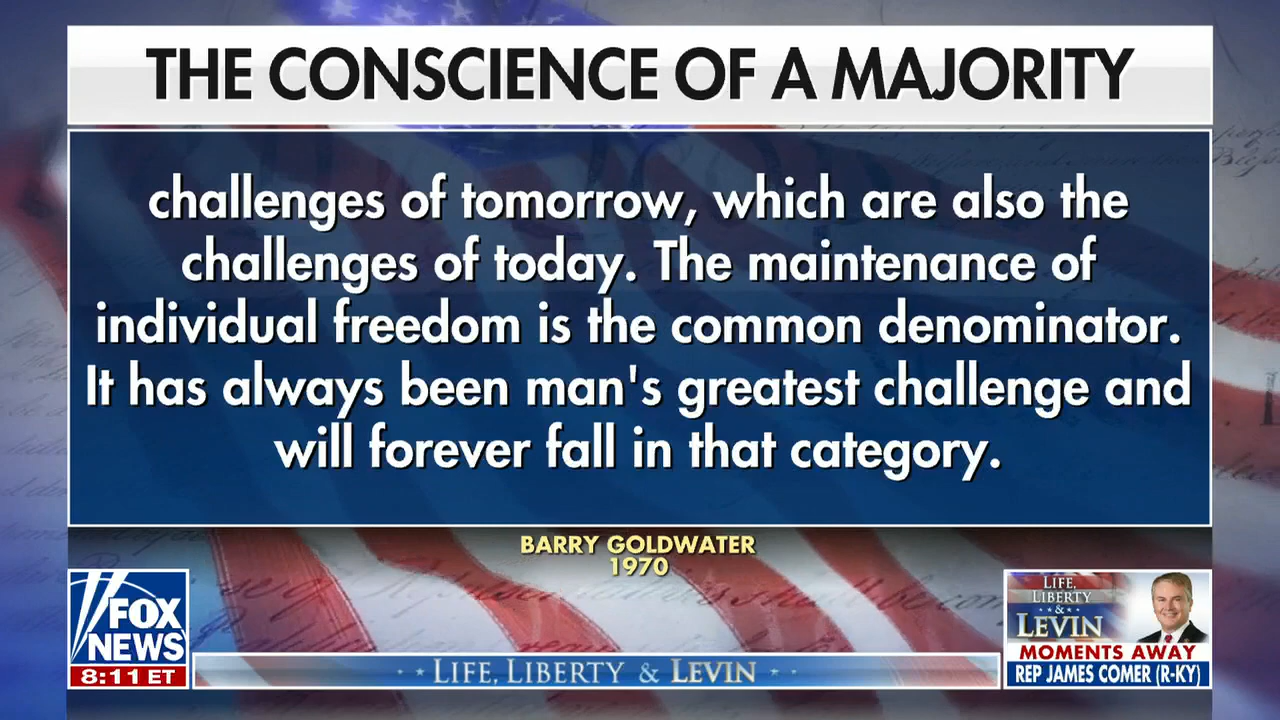 THE CONSCIENCE OF A MAJORITY
challenges of tomorrow, which are also the
challenges of today. The maintenance of
individual freedom is the common denominator.
It has always been man's greatest challenge and
will forever fall in that category.
BARRY GOLDWATER
1970
FOX
NEWS
8:11 ET
LIFE, LIBERTY & LEVIN
LIFE,
LIBERTY
&
LEVIN
MOMENTS AWAY
REP JAMES COMER (R-KY)